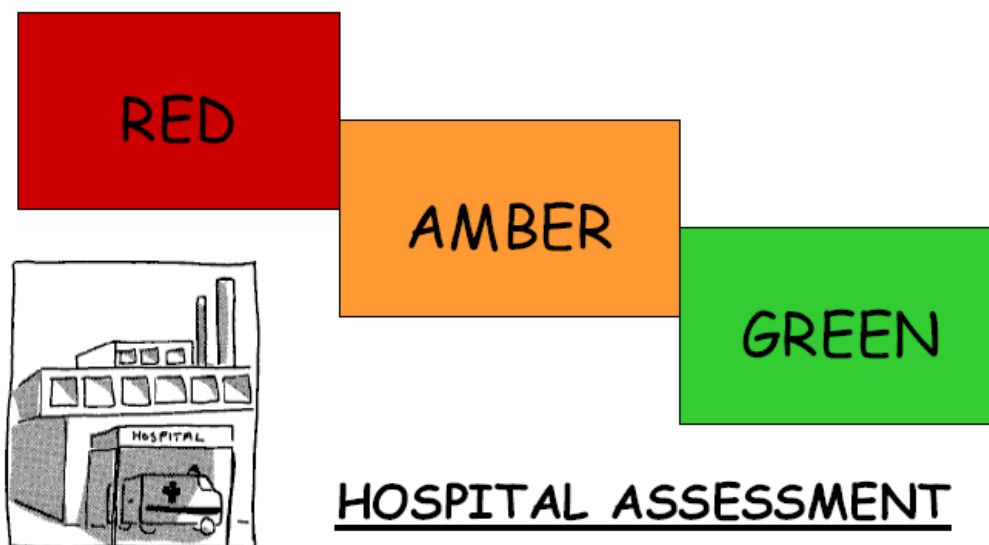 RED
AMBER
GREEN
HOSPITAL
HOSPITAL ASSESSMENT